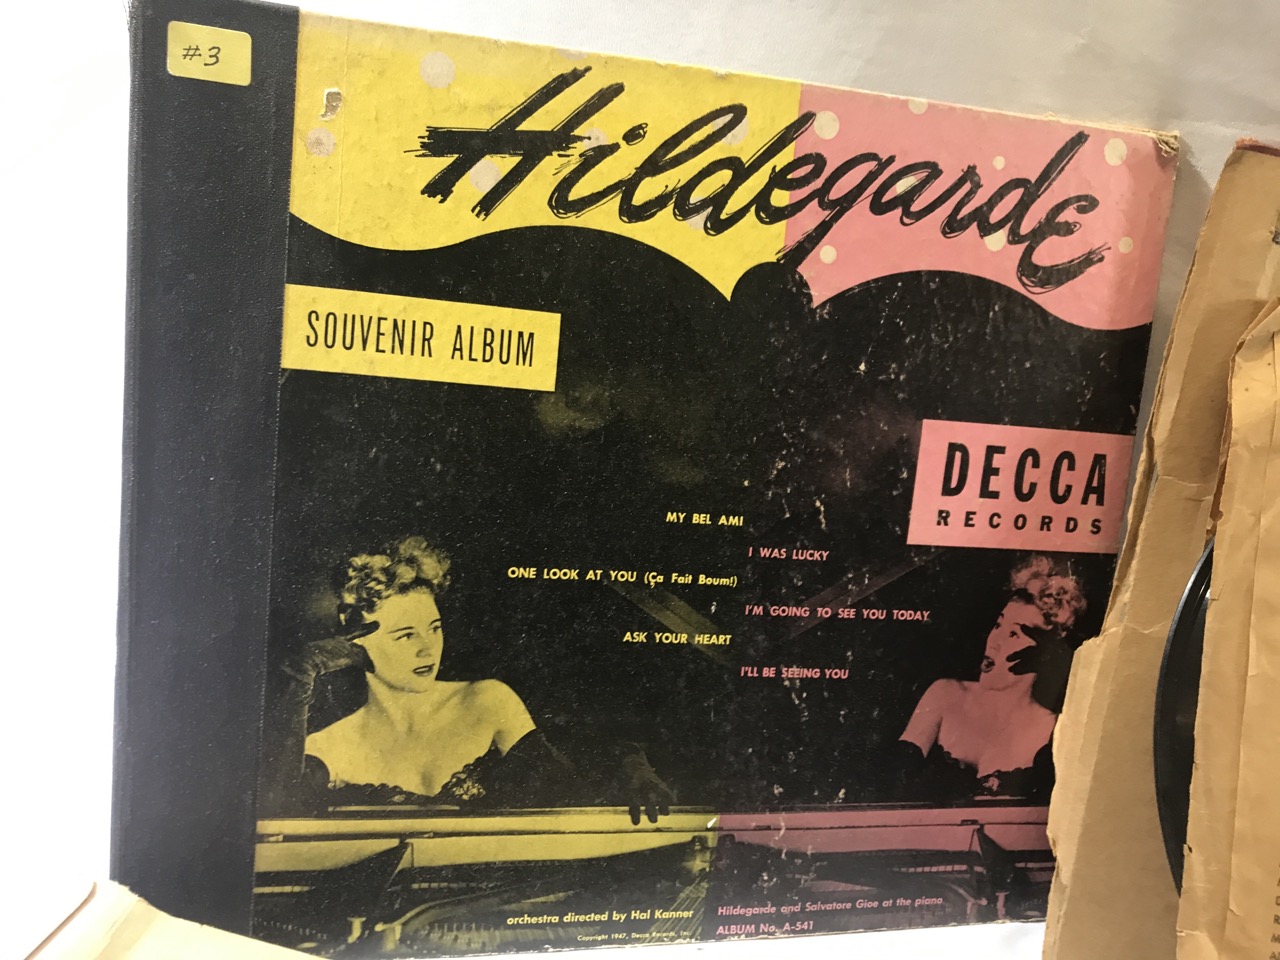 #3
Hildegarde
SOUVENIR ALBUM
DECCA
RECORDS
MY BEL AMI
I WAS LUCKY
ONE LOOK AT YOU (Ça Fait Boum!)
I'M GOING TO SEE YOU TODAY
ASK YOUR HEART
I'LL BE SEEING YOU
orchestra directed by Hal Kanner
Copyright 1947, Decca Records, Inc.
Hildegarde and Salvatore Gioe at the piano
ALBUM No. A-541